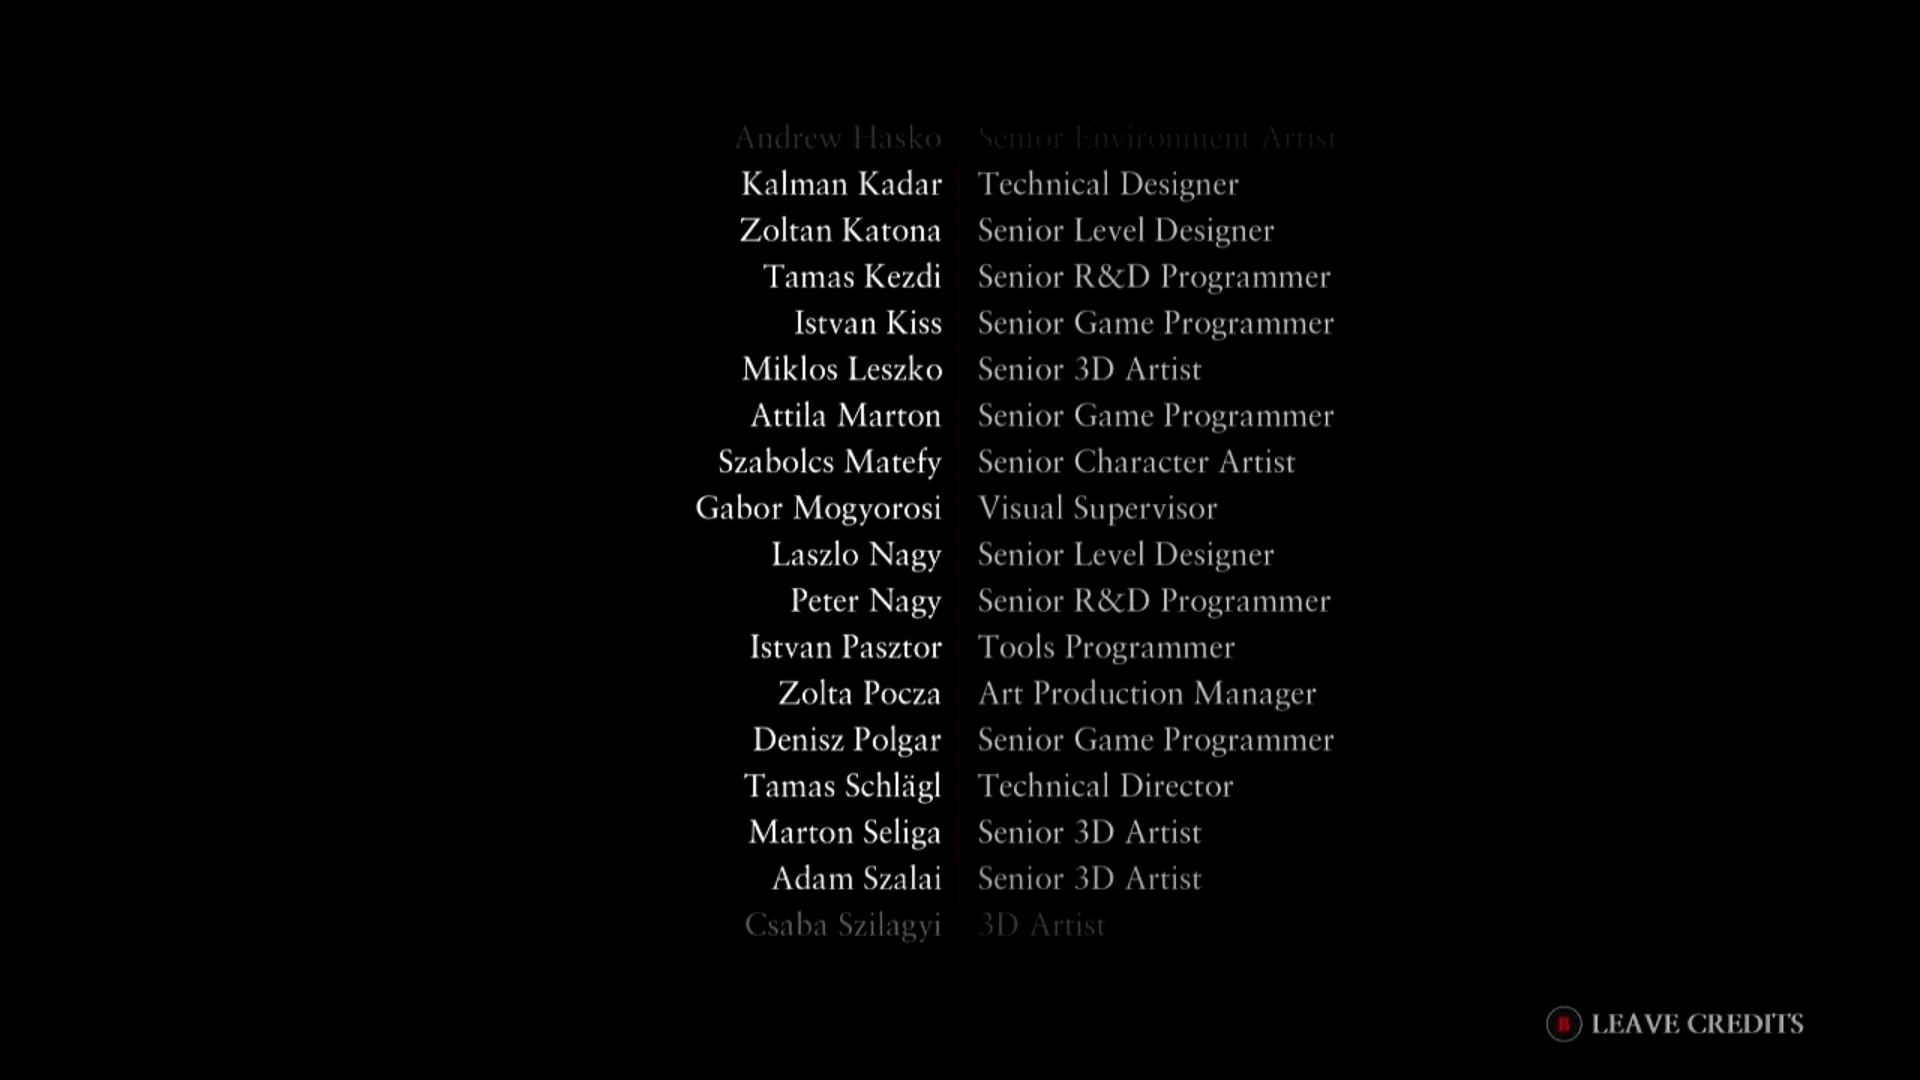 Andrew Hasko Senior Environment Artist
Kalman Kadar Technical Designer
Zoltan Katona Senior Level Designer
Tamas Kezdi Senior R&D Programmer
Istvan Kiss Senior Game Programmer
Miklos Leszko Senior 3D Artist
Attila Marton Senior Game Programmer
Szabolcs Matefy Senior Character Artist
Gabor Mogyorosi Visual Supervisor
Laszlo Nagy Senior Level Designer
Peter Nagy Senior R&D Programmer
Istvan Pasztor Tools Programmer
Zolta Pocza Art Production Manager
Denisz Polgar Senior Game Programmer
Tamas Schlägl Technical Director
Marton Seliga Senior 3D Artist
Adam Szalai Senior 3D Artist
Csaba Szilagyi 3D Artist
B LEAVE CREDITS